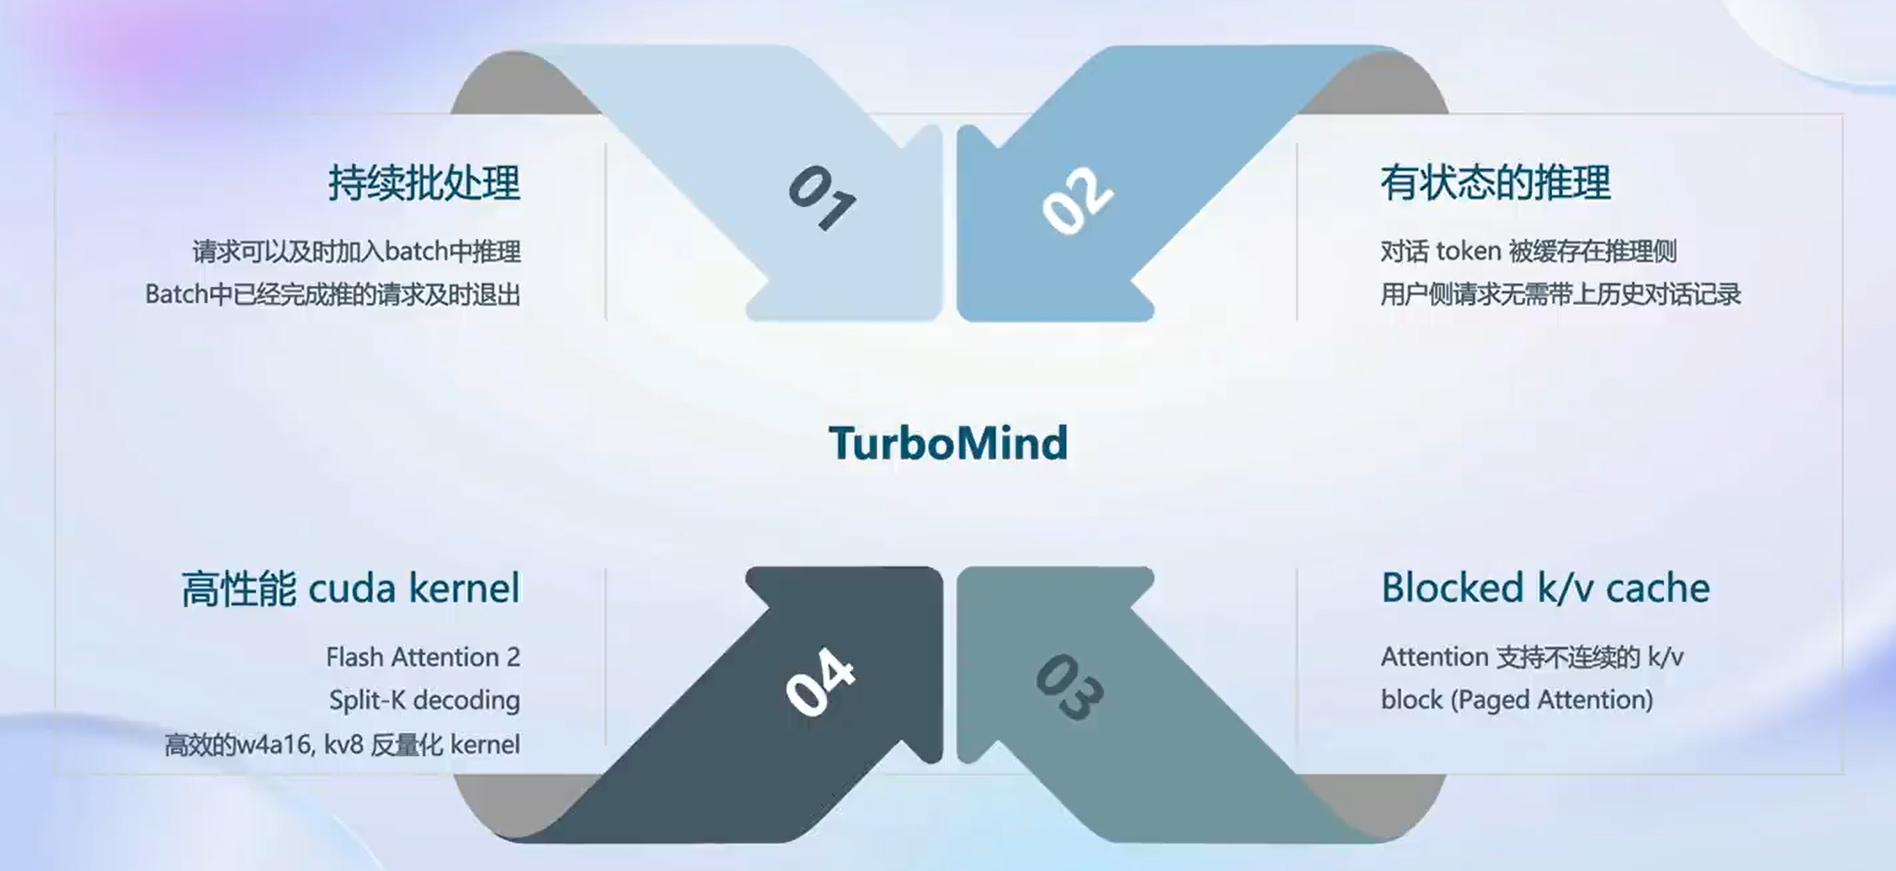 持续批处理
请求可以及时加入batch中推理
Batch中已经完成推的请求及时退出
01
02
有状态的推理
对话 token 被缓存在推理侧
用户侧请求无需带上历史对话记录
TurboMind
高性能 cuda kernel
Flash Attention 2
Split-K decoding
高效的w4a16, kv8 反量化 kernel
04
03
Blocked k/v cache
Attention 支持不连续的 k/v
block (Paged Attention)